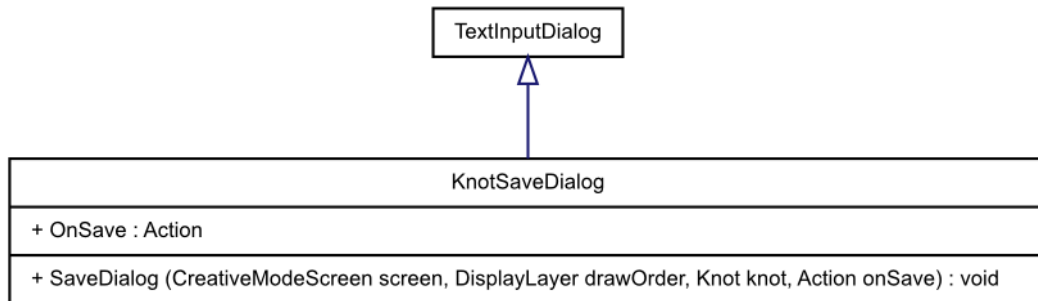 TextInputDialog
KnotSaveDialog
+ OnSave : Action
+ SaveDialog (CreativeModeScreen screen, DisplayLayer drawOrder, Knot knot, Action onSave) : void